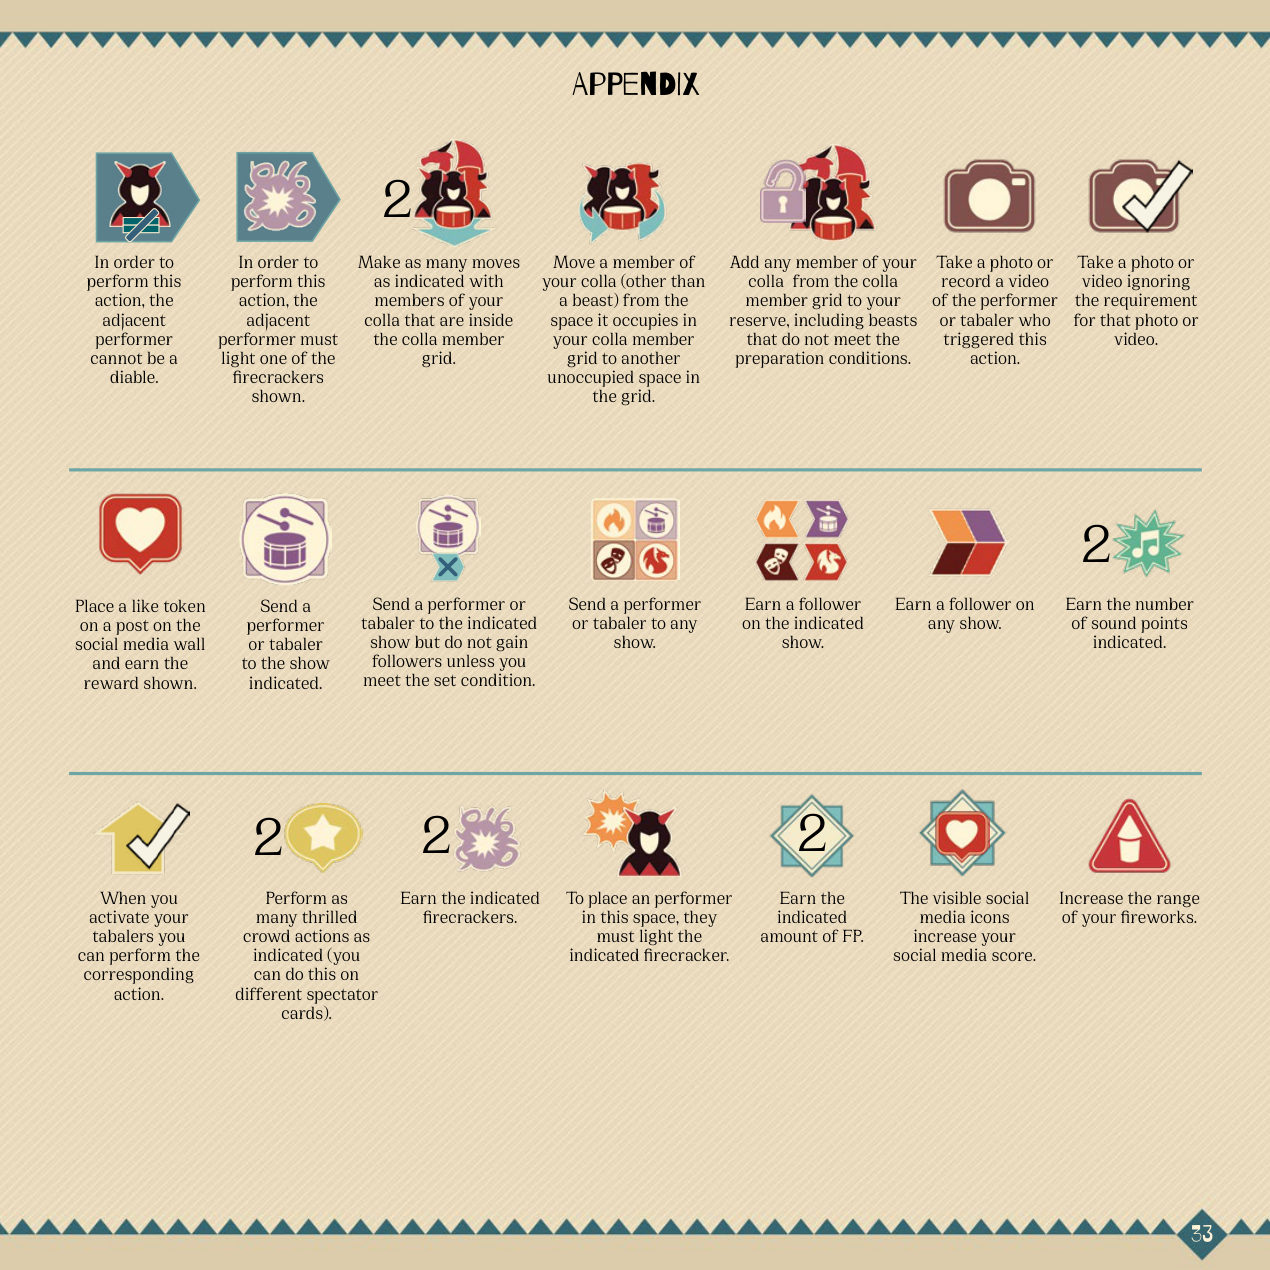 APPENDIX
2
In order to
perform this
action, the
adjacent
performer
cannot be a
diable.
In order to
perform this
action, the
adjacent
performer must
light one of the
firecrackers
shown.
Make as many moves
as indicated with
members of your
colla that are inside
the colla member
grid.
Move a member of
your colla (other than
a beast) from the
space it occupies in
your colla member
grid to another
unoccupied space in
the grid.
Add any member of your
colla from the colla
member grid to your
reserve, including beasts
that do not meet the
preparation conditions.
Take a photo or
record a video
of the performer
or tabaler who
triggered this
action.
Take a photo or
video ignoring
the requirement
for that photo or
video.
2
Place a like token
on a post on the
social media wall
and earn the
reward shown.
Send a
performer
or tabaler
to the show
indicated.
Send a performer or
tabaler to the indicated
show but do not gain
followers unless you
meet the set condition.
Send a performer
or tabaler to any
show.
Earn a follower
on the indicated
show.
Earn a follower on
any show.
Earn the number
of sound points
indicated.
2
2
2
When you
activate your
tabalers you
can perform the
corresponding
action.
Perform as
many thrilled
crowd actions as
indicated (you
can do this on
different spectator
cards).
Earn the indicated
firecrackers.
To place an performer
in this space, they
must light the
indicated firecracker.
Earn the
indicated
amount of FP.
The visible social
media icons
increase your
social media score.
Increase the range
of your fireworks.
33